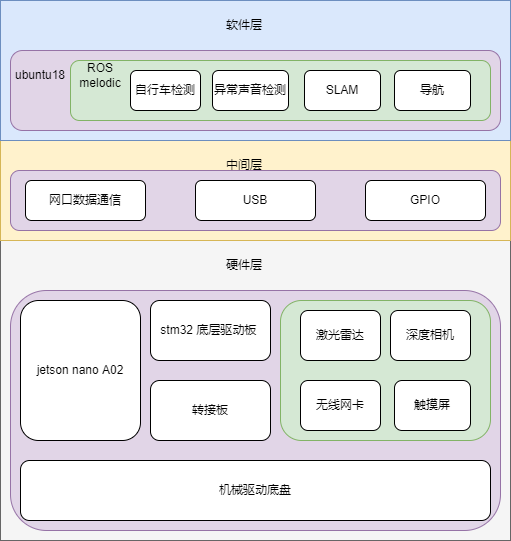 软件层
ubuntu18
ROS
melodic
自行车检测
异常声音检测
SLAM
导航
中间层
网口数据通信
USB
GPIO
硬件层
jetson nano A02
stm32 底层驱动板
转接板
激光雷达
深度相机
无线网卡
触摸屏
机械驱动底盘